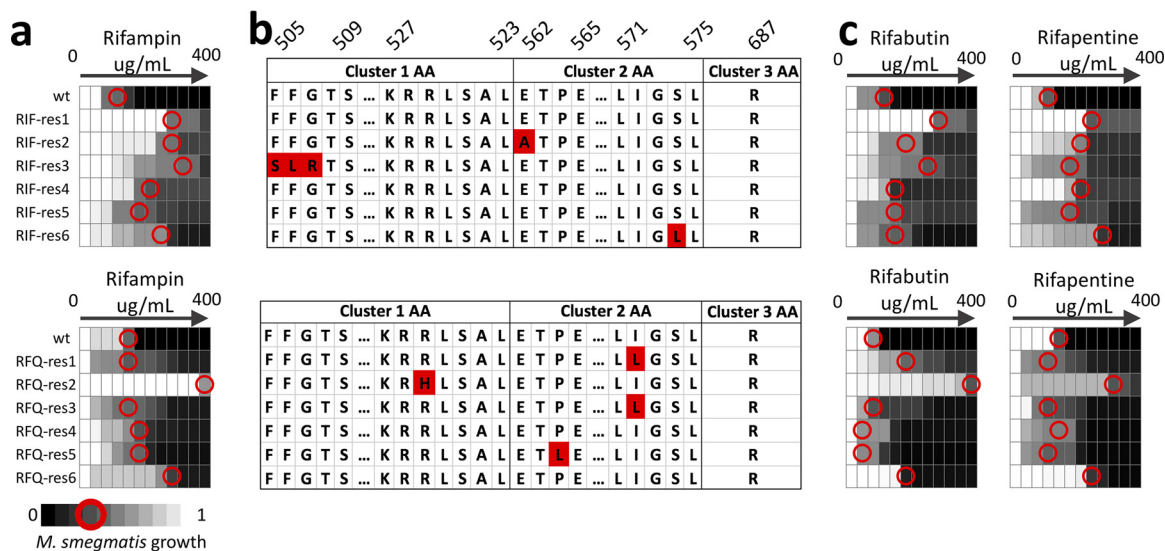 a
b
c
Rifampin
0
400
ug/mL
505 509 527 523 562 565 571 575 687
Rifabutin
0
400
ug/mL
Rifapentine
0
400
ug/mL
Cluster 1 AA Cluster 2 AA Cluster 3 AA
wt
F F G T S ... K R R L S A L E T P E ... L I G S L R
RIF-res1
F F G T S ... K R R L S A L E T P E ... L I G S L R
RIF-res2
F F G T S ... K R R L S A L A T P E ... L I G S L R
RIF-res3
S L R T S ... K R R L S A L E T P E ... L I G S L R
RIF-res4
F F G T S ... K R R L S A L E T P E ... L I G S L R
RIF-res5
F F G T S ... K R R L S A L E T P E ... L I G S L R
RIF-res6
F F G T S ... K R R L S A L E T P E ... L I G L L R
Rifampin
0
400
ug/mL
Rifabutin
0
400
ug/mL
Rifapentine
0
400
ug/mL
Cluster 1 AA Cluster 2 AA Cluster 3 AA
wt
F F G T S ... K R R L S A L E T P E ... L I G S L R
RFQ-res1
F F G T S ... K R R L S A L E T P E ... L L G S L R
RFQ-res2
F F G T S ... K R H L S A L E T P E ... L I G S L R
RFQ-res3
F F G T S ... K R R L S A L E T P E ... L L G S L R
RFQ-res4
F F G T S ... K R R L S A L E T P E ... L I G S L R
RFQ-res5
F F G T S ... K R R L S A L E T L E ... L I G S L R
RFQ-res6
F F G T S ... K R R L S A L E T P E ... L I G S L R
0 1
M. smegmatis growth